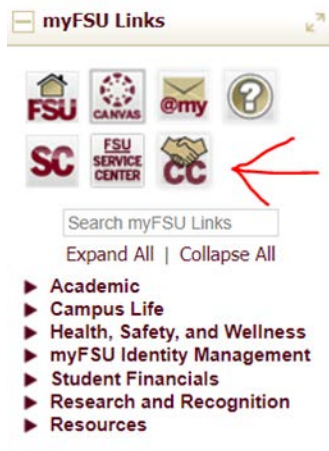 myFSU Links
FSU CANVAS @my ?
SC FSU SERVICE CENTER CC
Search myFSU Links
Expand All | Collapse All
Academic
Campus Life
Health, Safety, and Wellness
myFSU Identity Management
Student Financials
Research and Recognition
Resources